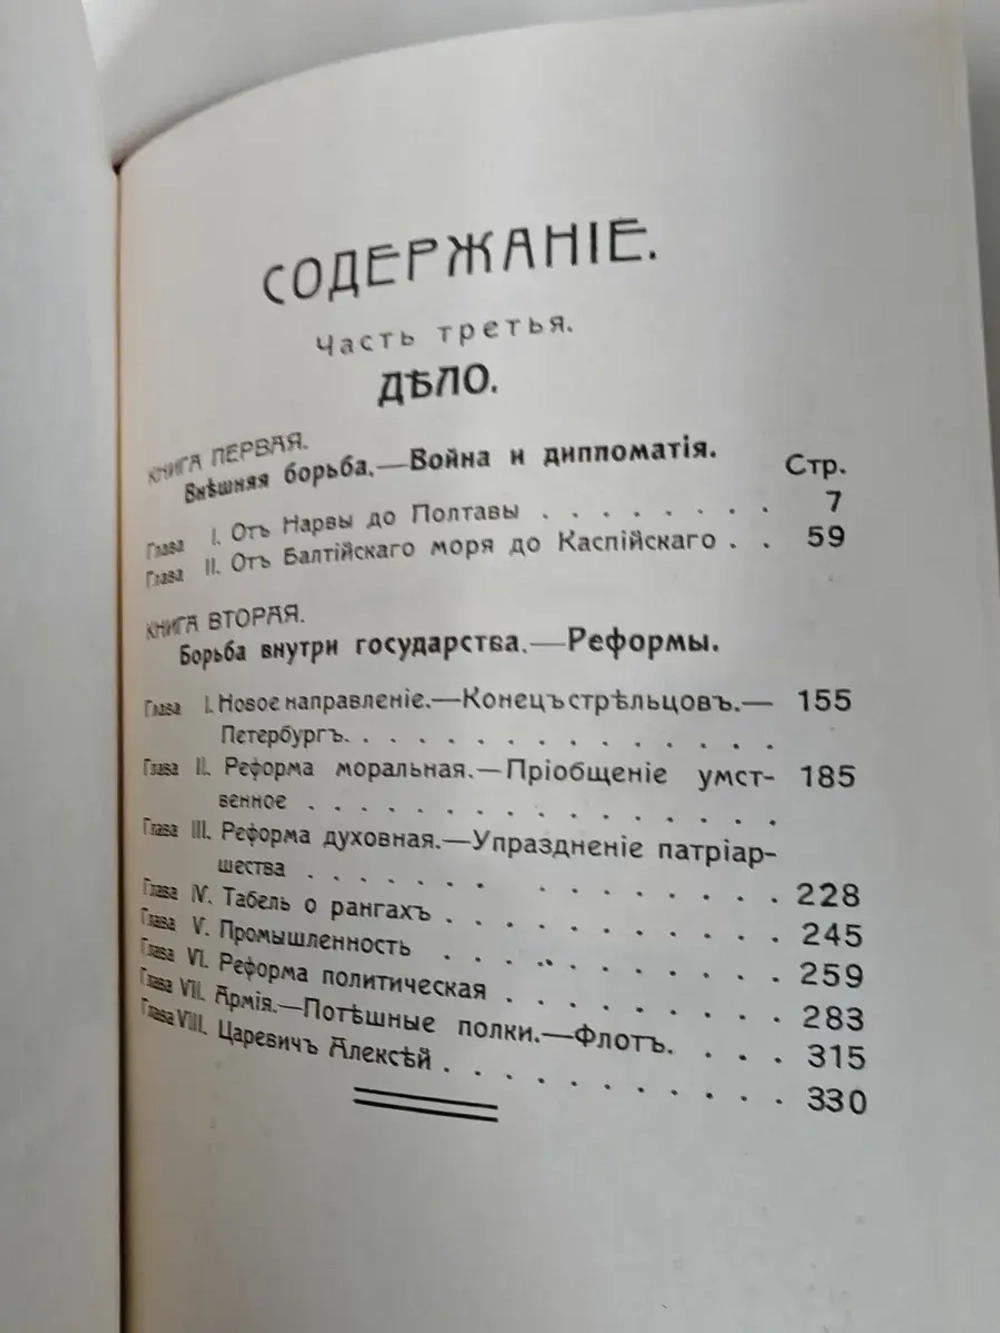 СОДЕРЖАНІЕ.
Часть третья.
ДѢЛО.
КНИГА ПЕРВАЯ.
Внѣшняя борьба.—Война и дипломатія.
Стр.
Глава I. Отъ Нарвы до Полтавы . . . . . . . . 7
Глава II. Отъ Балтійскаго моря до Каспійскаго . . 59
КНИГА ВТОРАЯ.
Борьба внутри государства.—Реформы.
Глава I. Новое направленіе.—Конецъ стрѣльцовъ.— 155
Петербургъ. . . . . . . . . . . . . . .
Глава II. Реформа моральная.—Пріобщеніе умст- 185
венное . . . . . . . . . . . . . . . .
Глава III. Реформа духовная.—Упраздненіе патріар-
шества . . . . . . . . . . . . . . . 228
Глава IV. Табель о рангахъ . . . . . . . . . . . 245
Глава V. Промышленность . . . . . . . . . . . 259
Глава VI. Реформа политическая . . . . . . . . . 283
Глава VII. Армія.—Потѣшные полки.—Флотъ. . . . 315
Глава VIII. Царевичъ Алексѣй . . . . . . . . . . . 330